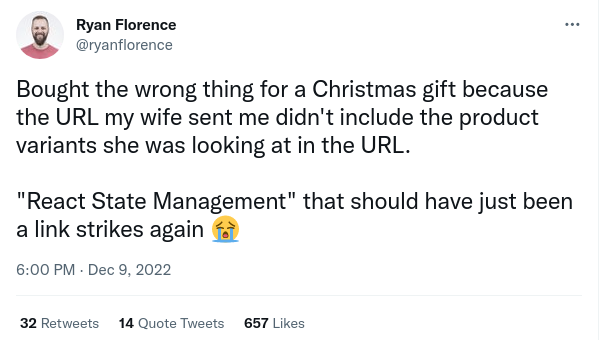 Ryan Florence
@ryanflorence
Bought the wrong thing for a Christmas gift because
the URL my wife sent me didn't include the product
variants she was looking at in the URL.
"React State Management" that should have just been
a link strikes again 😭
6:00 PM · Dec 9, 2022
32 Retweets 14 Quote Tweets 657 Likes